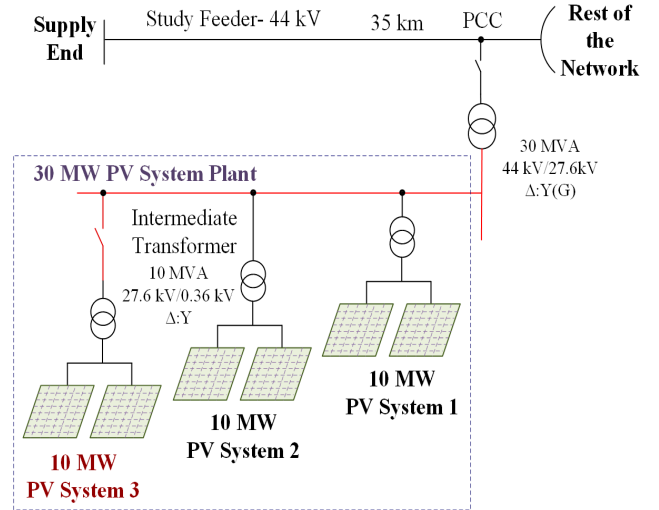 Supply
End
Study Feeder- 44 kV
35 km
PCC
Rest of
the
Network
30 MVA
44 kV/27.6kV
Δ:Y(G)
30 MW PV System Plant
Intermediate
Transformer
10 MVA
27.6 kV/0.36 kV
Δ:Y
10 MW
PV System 1
10 MW
PV System 2
10 MW
PV System 3